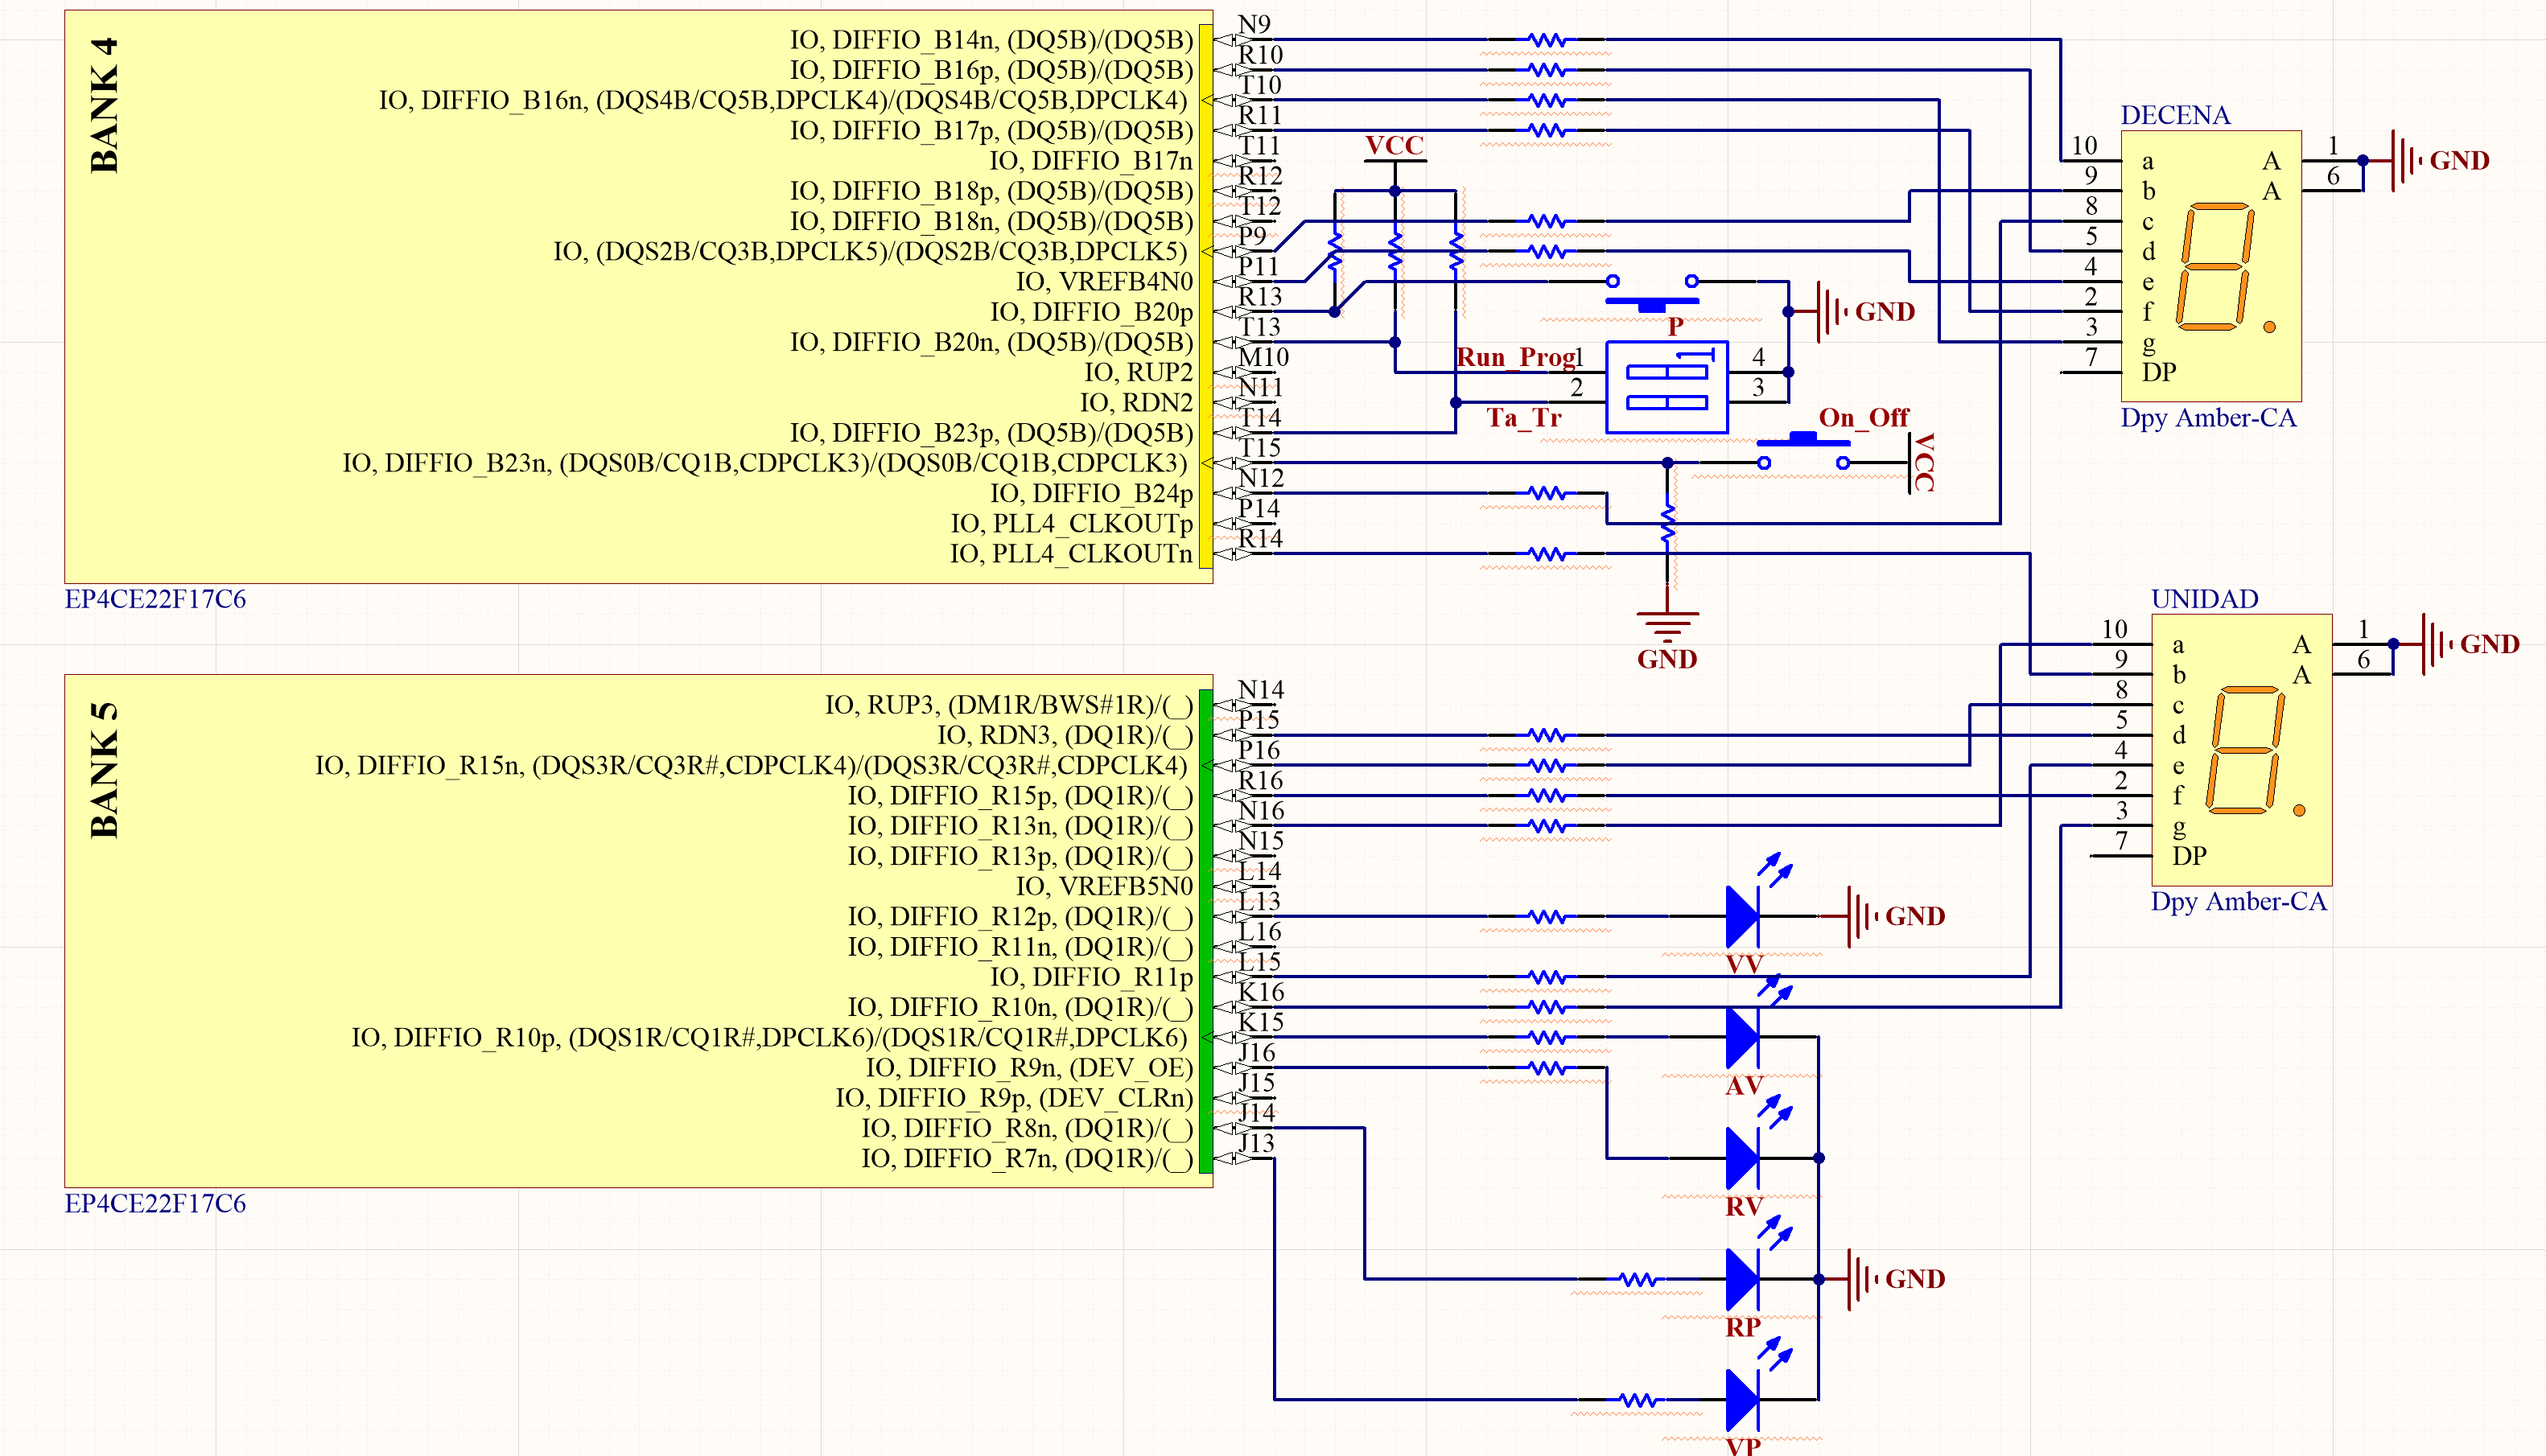 BANK 4
IO, DIFFIO_B14n, (DQ5B)/(DQ5B) N9
IO, DIFFIO_B16p, (DQ5B)/(DQ5B) R10
IO, DIFFIO_B16n, (DQS4B/CQ5B,DPCLK4)/(DQS4B/CQ5B,DPCLK4) T10
IO, DIFFIO_B17p, (DQ5B)/(DQ5B) R11
IO, DIFFIO_B17n T11
IO, DIFFIO_B18p, (DQ5B)/(DQ5B) R12
IO, DIFFIO_B18n, (DQ5B)/(DQ5B) T12
IO, (DQS2B/CQ3B,DPCLK5)/(DQS2B/CQ3B,DPCLK5) P9
IO, VREFB4N0 P11
IO, DIFFIO_B20p R13
IO, DIFFIO_B20n, (DQ5B)/(DQ5B) T13
IO, RUP2 M10
IO, RDN2 N11
IO, DIFFIO_B23p, (DQ5B)/(DQ5B) T14
IO, DIFFIO_B23n, (DQS0B/CQ1B,CDPCLK3)/(DQS0B/CQ1B,CDPCLK3) T15
IO, DIFFIO_B24p N12
IO, PLL4_CLKOUTp P14
IO, PLL4_CLKOUTn R14
EP4CE22F17C6
VCC
GND
P
Run_Prog 1 1 4
2 3
Ta_Tr
On_Off
VCC
GND
DECENA
10 a A 1
9 b A 6
8 c
5 d
4 e
2 f
3 g
7 DP
GND
Dpy Amber-CA
UNIDAD
10 a A 1
9 b A 6
8 c
5 d
4 e
2 f
3 g
7 DP
GND
Dpy Amber-CA
BANK 5
IO, RUP3, (DM1R/BWS#1R)/(_) N14
IO, RDN3, (DQ1R)/(_) P15
IO, DIFFIO_R15n, (DQS3R/CQ3R#,CDPCLK4)/(DQS3R/CQ3R#,CDPCLK4) P16
IO, DIFFIO_R15p, (DQ1R)/(_) R16
IO, DIFFIO_R13n, (DQ1R)/(_) N16
IO, DIFFIO_R13p, (DQ1R)/(_) N15
IO, VREFB5N0 L14
IO, DIFFIO_R12p, (DQ1R)/(_) L13
IO, DIFFIO_R11n, (DQ1R)/(_) L16
IO, DIFFIO_R11p L15
IO, DIFFIO_R10n, (DQ1R)/(_) K16
IO, DIFFIO_R10p, (DQS1R/CQ1R#,DPCLK6)/(DQS1R/CQ1R#,DPCLK6) K15
IO, DIFFIO_R9n, (DEV_OE) J16
IO, DIFFIO_R9p, (DEV_CLRn) J15
IO, DIFFIO_R8n, (DQ1R)/(_) J14
IO, DIFFIO_R7n, (DQ1R)/(_) J13
EP4CE22F17C6
GND
VV
AV
RV
GND
RP
VP